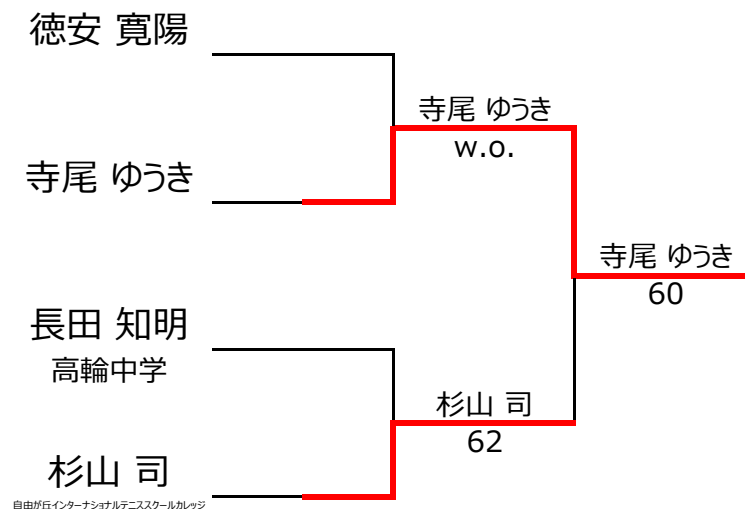 徳安 寛陽
寺尾 ゆうき
w.o.
寺尾 ゆうき
寺尾 ゆうき
60
長田 知明
高輪中学
杉山 司
62
杉山 司
自由が丘インターナショナルテニススクールカレッジ